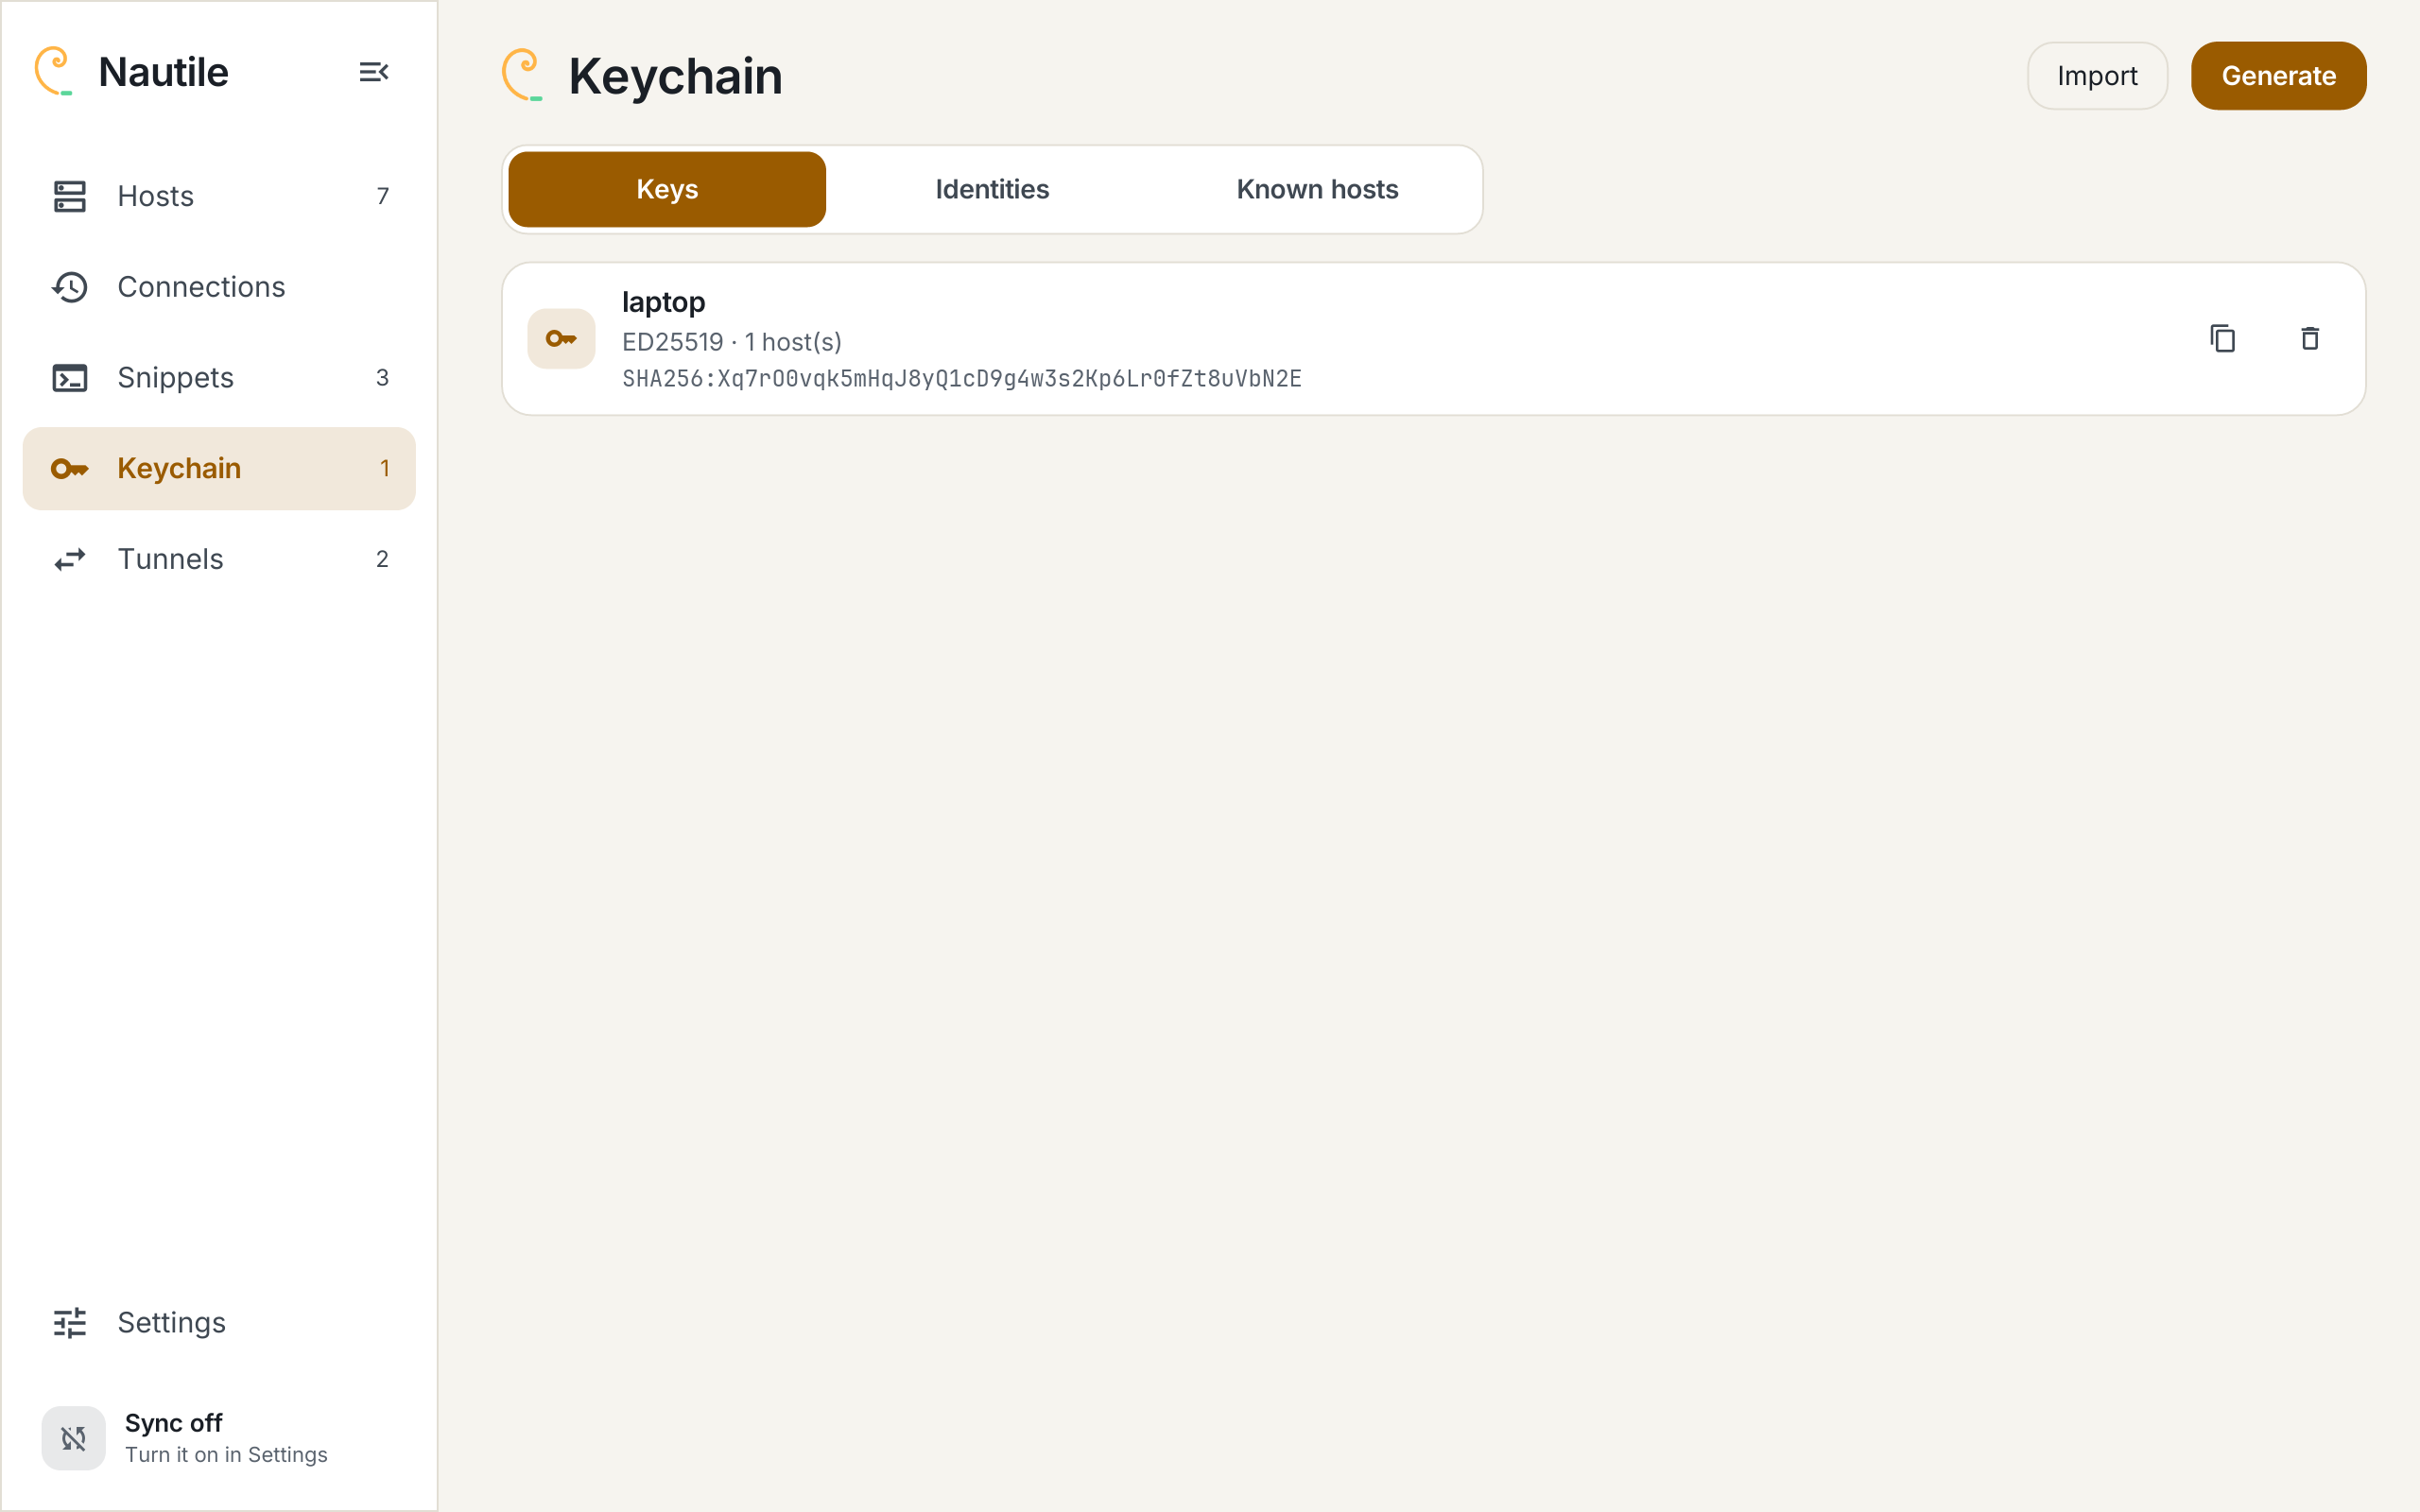 Nautile
Hosts 7
Connections
Snippets 3
Keychain 1
Tunnels 2
Settings
Sync off
Turn it on in Settings
Keychain
Import
Generate
Keys
Identities
Known hosts
laptop
ED25519 · 1 host(s)
SHA256:Xq7rO0vqk5mHqJ8yQ1cD9g4w3s2Kp6Lr0fZt8uVbN2E